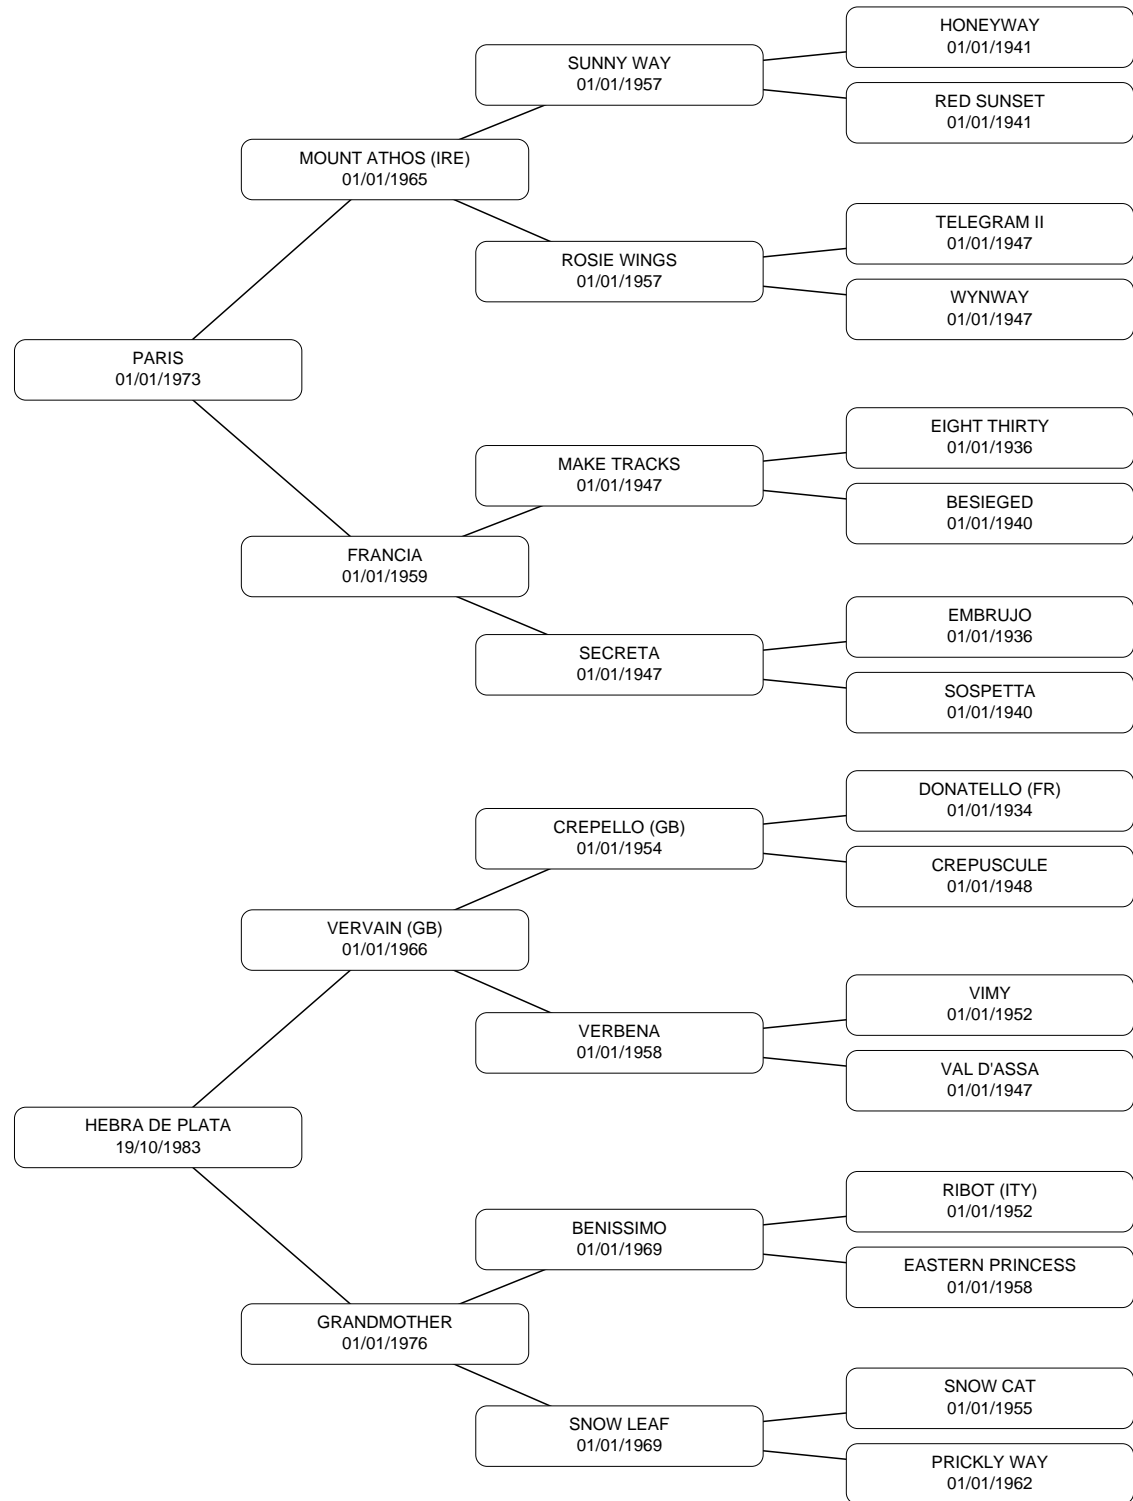 HONEYWAY
01/01/1941
SUNNY WAY
01/01/1957
RED SUNSET
01/01/1941
MOUNT ATHOS (IRE)
01/01/1965
TELEGRAM II
01/01/1947
ROSIE WINGS
01/01/1957
WYNWAY
01/01/1947
PARIS
01/01/1973
EIGHT THIRTY
01/01/1936
MAKE TRACKS
01/01/1947
BESIEGED
01/01/1940
FRANCIA
01/01/1959
EMBRUJO
01/01/1936
SECRETA
01/01/1947
SOSPETTA
01/01/1940
DONATELLO (FR)
01/01/1934
CREPELLO (GB)
01/01/1954
CREPUSCULE
01/01/1948
VERVAIN (GB)
01/01/1966
VIMY
01/01/1952
VERBENA
01/01/1958
VAL D'ASSA
01/01/1947
HEBRA DE PLATA
19/10/1983
RIBOT (ITY)
01/01/1952
BENISSIMO
01/01/1969
EASTERN PRINCESS
01/01/1958
GRANDMOTHER
01/01/1976
SNOW CAT
01/01/1955
SNOW LEAF
01/01/1969
PRICKLY WAY
01/01/1962